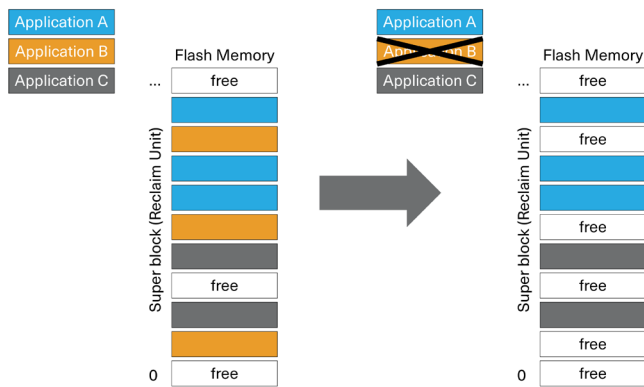 Application A
Application B
Application C
Flash Memory
... free
free
0 free
Super block (Reclaim Unit)
Application A
Application B
Application C
Flash Memory
... free
free
free
free
free
0 free
Super block (Reclaim Unit)